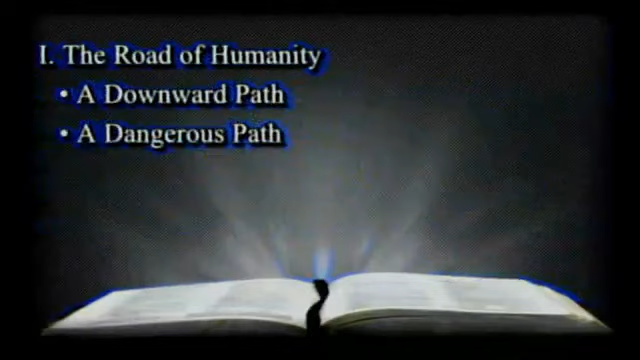 I. The Road of Humanity
• A Downward Path
• A Dangerous Path